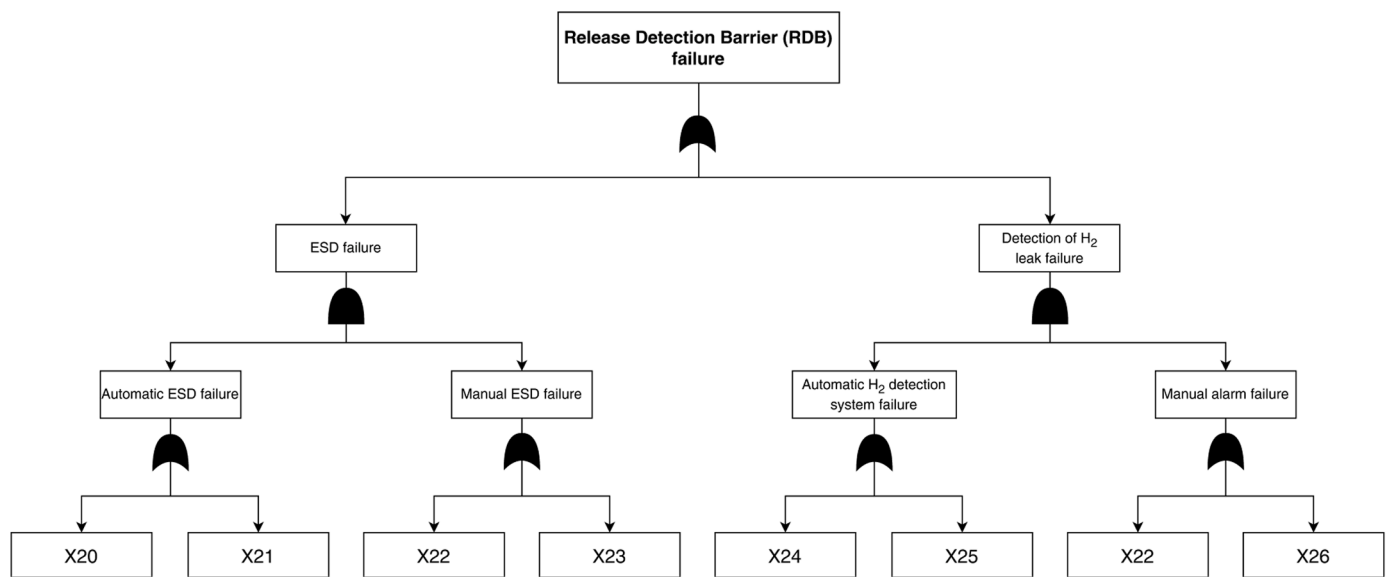 Release Detection Barrier (RDB)
failure
ESD failure
Detection of H₂
leak failure
Automatic ESD failure
Manual ESD failure
Automatic H₂ detection
system failure
Manual alarm failure
X20
X21
X22
X23
X24
X25
X22
X26